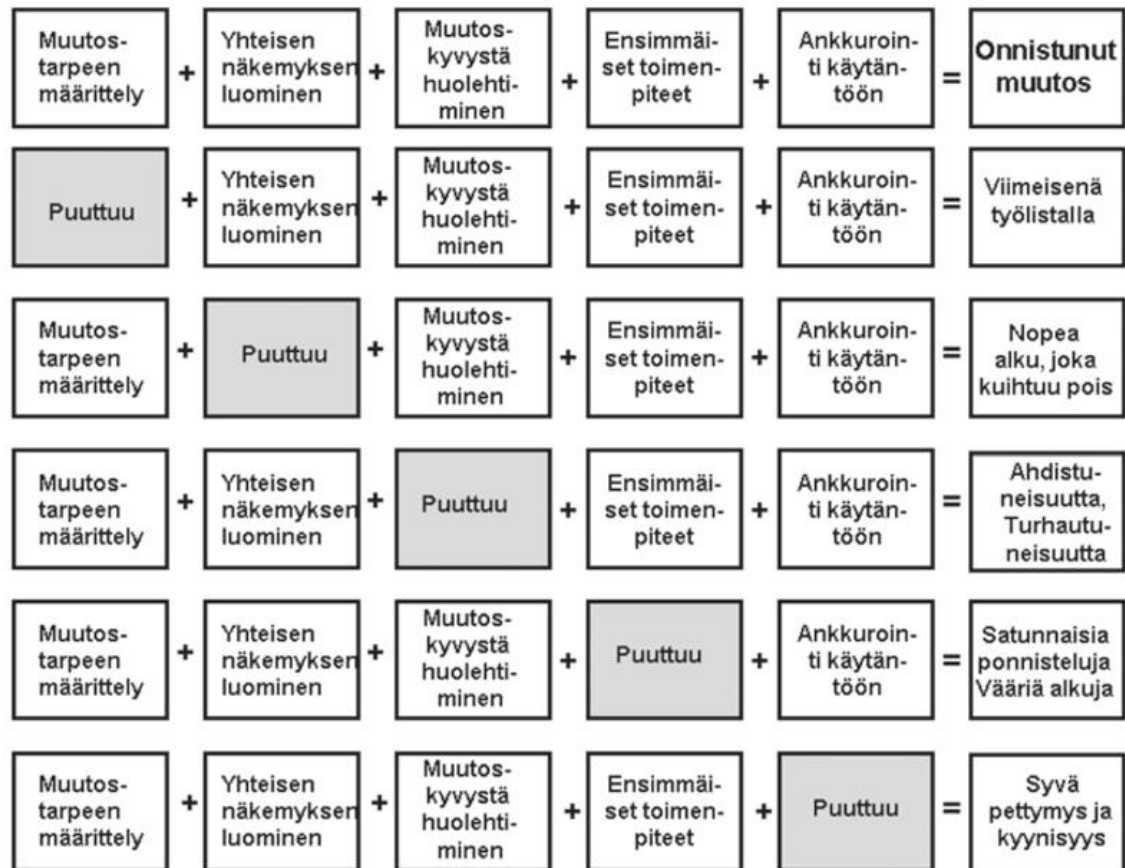 Muutos-
tarpeen
määrittely
+
Yhteisen
näkemyksen
luominen
+
Muutos-
kyvystä
huolehti-
minen
+
Ensimmäi-
set toimen-
piteet
+
Ankkuroin-
ti käytän-
töön
=
Onnistunut
muutos
Puuttuu
+
Yhteisen
näkemyksen
luominen
+
Muutos-
kyvystä
huolehti-
minen
+
Ensimmäi-
set toimen-
piteet
+
Ankkuroin-
ti käytän-
töön
=
Viimeisenä
työlistalla
Muutos-
tarpeen
määrittely
+
Puuttuu
+
Muutos-
kyvystä
huolehti-
minen
+
Ensimmäi-
set toimen-
piteet
+
Ankkuroin-
ti käytän-
töön
=
Nopea
alku, joka
kuihtuu pois
Muutos-
tarpeen
määrittely
+
Yhteisen
näkemyksen
luominen
+
Puuttuu
+
Ensimmäi-
set toimen-
piteet
+
Ankkuroin-
ti käytän-
töön
=
Ahdistu-
neisuutta,
Turhautu-
neisuutta
Muutos-
tarpeen
määrittely
+
Yhteisen
näkemyksen
luominen
+
Muutos-
kyvystä
huolehti-
minen
+
Puuttuu
+
Ankkuroin-
ti käytän-
töön
=
Satunnaisia
ponnisteluja
Vääriä alkuja
Muutos-
tarpeen
määrittely
+
Yhteisen
näkemyksen
luominen
+
Muutos-
kyvystä
huolehti-
minen
+
Ensimmäi-
set toimen-
piteet
+
Puuttuu
=
Syvä
pettymys ja
kyynisyys